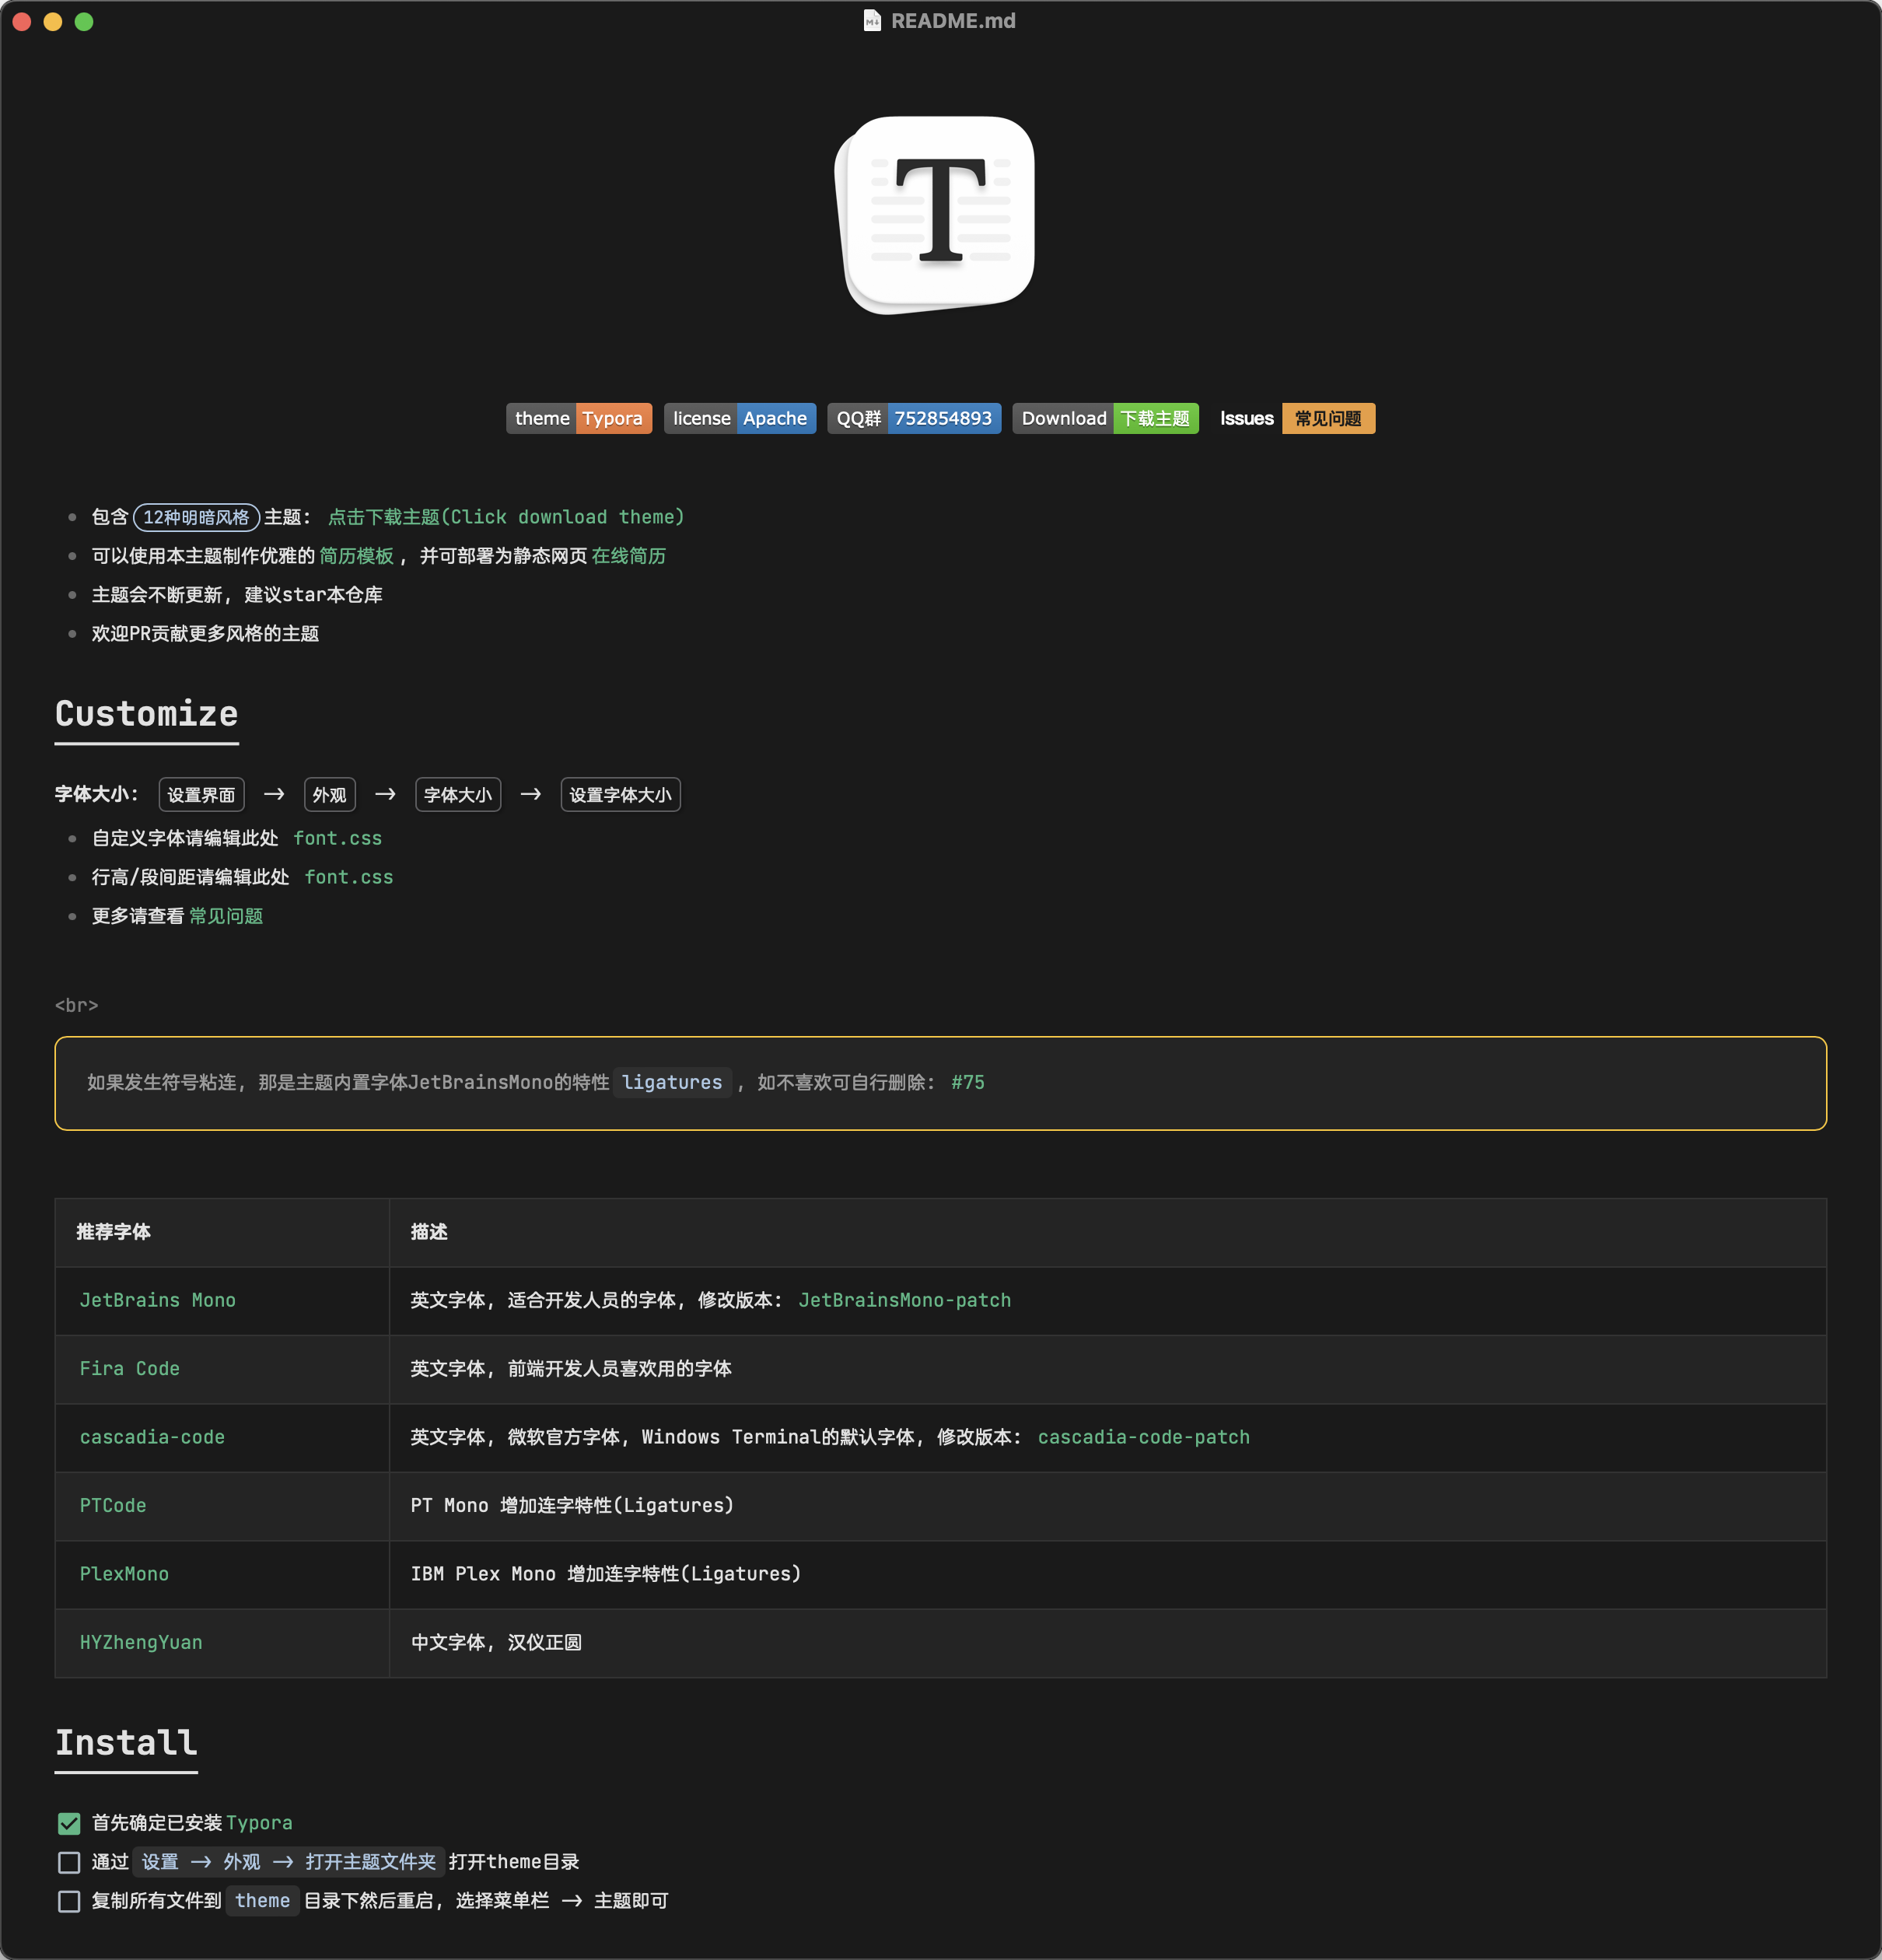 README.md
T
theme Typora license Apache QQ群 752854893 Download 下载主题 Issues 常见问题
包含 12种明暗风格 主题： 点击下载主题(Click download theme)
可以使用本主题制作优雅的 简历模板 ，并可部署为静态网页 在线简历
主题会不断更新，建议star本仓库
欢迎PR贡献更多风格的主题
Customize
字体大小： 设置界面 → 外观 → 字体大小 → 设置字体大小
自定义字体请编辑此处 font.css
行高/段间距请编辑此处 font.css
更多请查看 常见问题
<br>
如果发生符号粘连，那是主题内置字体JetBrainsMono的特性 ligatures ，如不喜欢可自行删除： #75
推荐字体 描述
JetBrains Mono 英文字体，适合开发人员的字体，修改版本： JetBrainsMono-patch
Fira Code 英文字体，前端开发人员喜欢用的字体
cascadia-code 英文字体，微软官方字体，Windows Terminal的默认字体，修改版本： cascadia-code-patch
PTCode PT Mono 增加连字特性(Ligatures)
PlexMono IBM Plex Mono 增加连字特性(Ligatures)
HYZhengYuan 中文字体，汉仪正圆
Install
首先确定已安装 Typora
通过 设置 → 外观 → 打开主题文件夹 打开theme目录
复制所有文件到 theme 目录下然后重启，选择菜单栏 → 主题即可